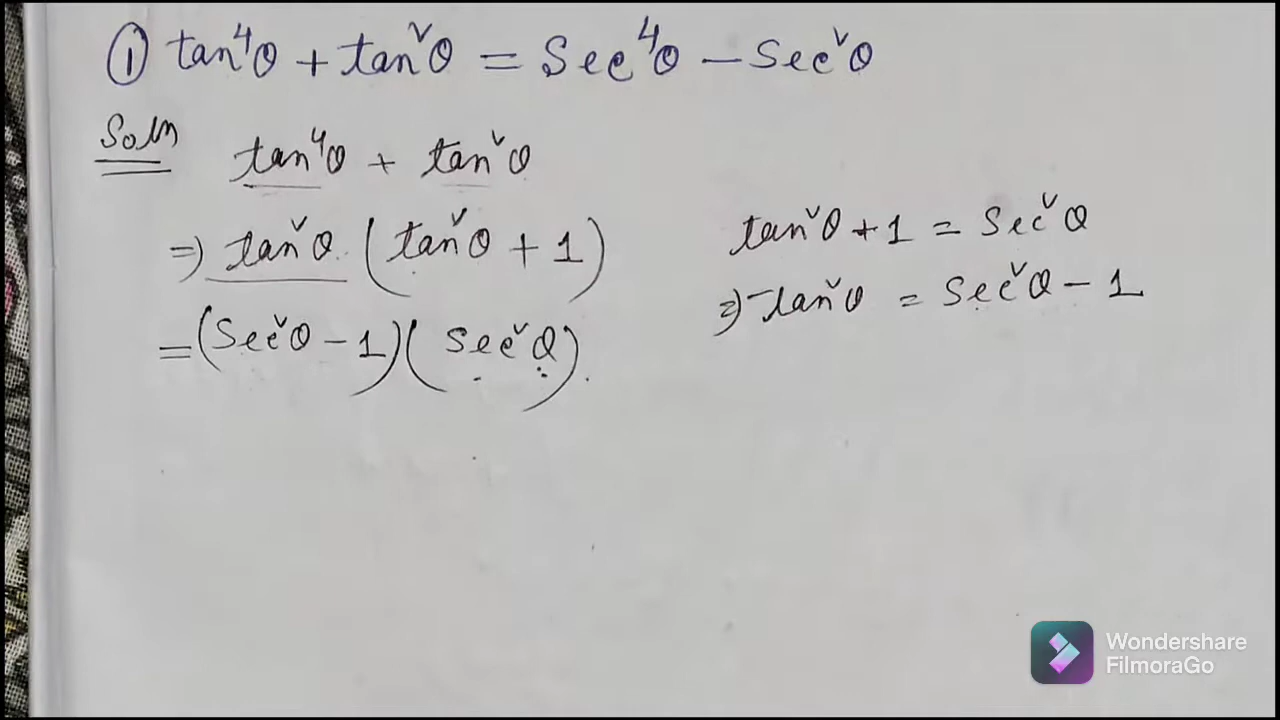 ① tan⁴θ + tan²θ = Sec⁴θ − Sec²θ
Soln
tan⁴θ + tan²θ
⇒ tan²θ (tan²θ + 1)
= (Sec²θ − 1)(Sec²θ).
tan²θ + 1 = Sec²θ
⇒ tan²θ = Sec²θ − 1
Wondershare
FilmoraGo